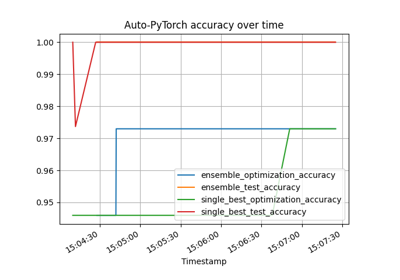 Auto-PyTorch accuracy over time
1.00
0.99
0.98
0.97
0.96
0.95
ensemble_optimization_accuracy
ensemble_test_accuracy
single_best_optimization_accuracy
single_best_test_accuracy
15:04:30
15:05:00
15:05:30
15:06:00
15:06:30
15:07:00
15:07:30
Timestamp